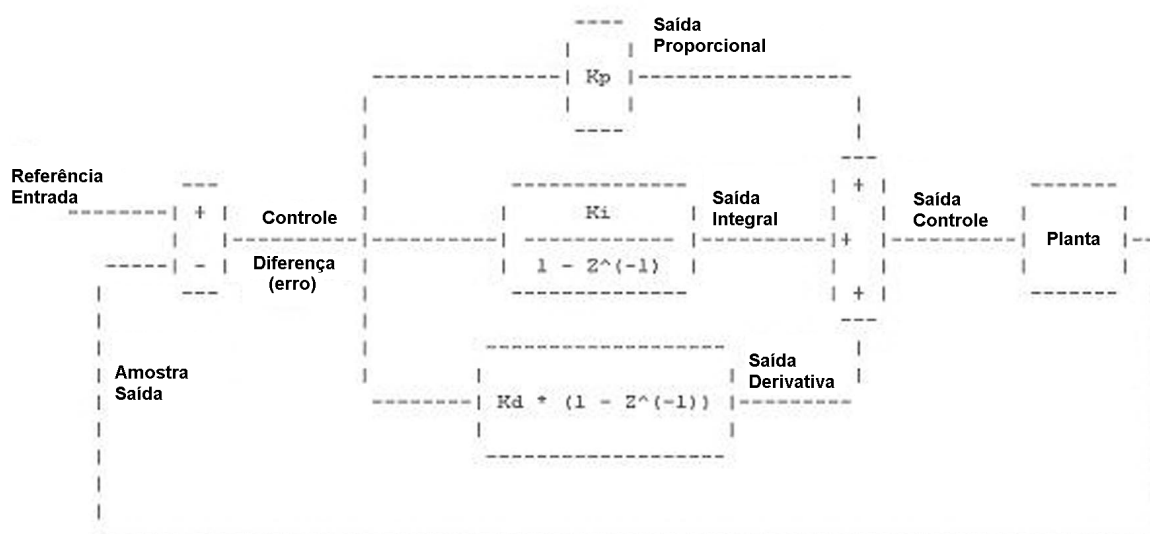 Saída
Proporcional
Kp
Referência
Entrada
+
-
Controle
Diferença
(erro)
Ki
1 - Z^(-1)
Saída
Integral
+
+
+
Saída
Controle
Planta
Amostra
Saída
Kd * (1 - Z^(-1))
Saída
Derivativa